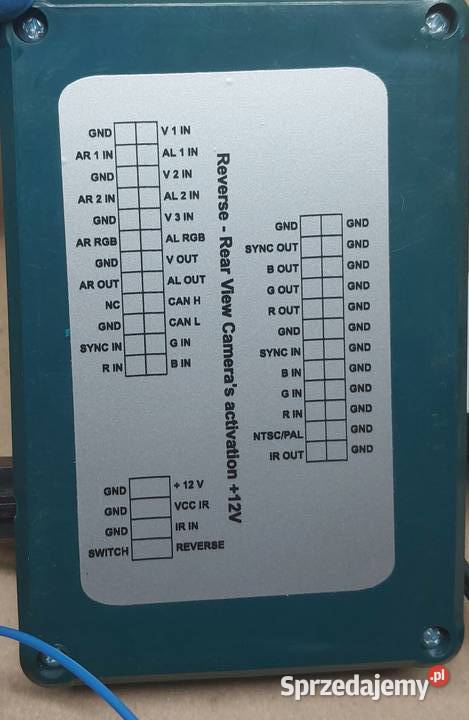 GND V 1 IN
AR 1 IN AL 1 IN
GND V 2 IN
AR 2 IN AL 2 IN
GND V 3 IN
AR RGB AL RGB
GND V OUT
AR OUT AL OUT
NC CAN H
GND CAN L
SYNC IN G IN
R IN B IN
Reverse - Rear View Camera's activation +12V
GND GND
SYNC OUT GND
B OUT GND
G OUT GND
R OUT GND
GND GND
SYNC IN GND
B IN GND
G IN GND
R IN GND
NTSC/PAL GND
IR OUT GND
GND + 12 V
GND VCC IR
GND IR IN
SWITCH REVERSE
Sprzedajemy.pl